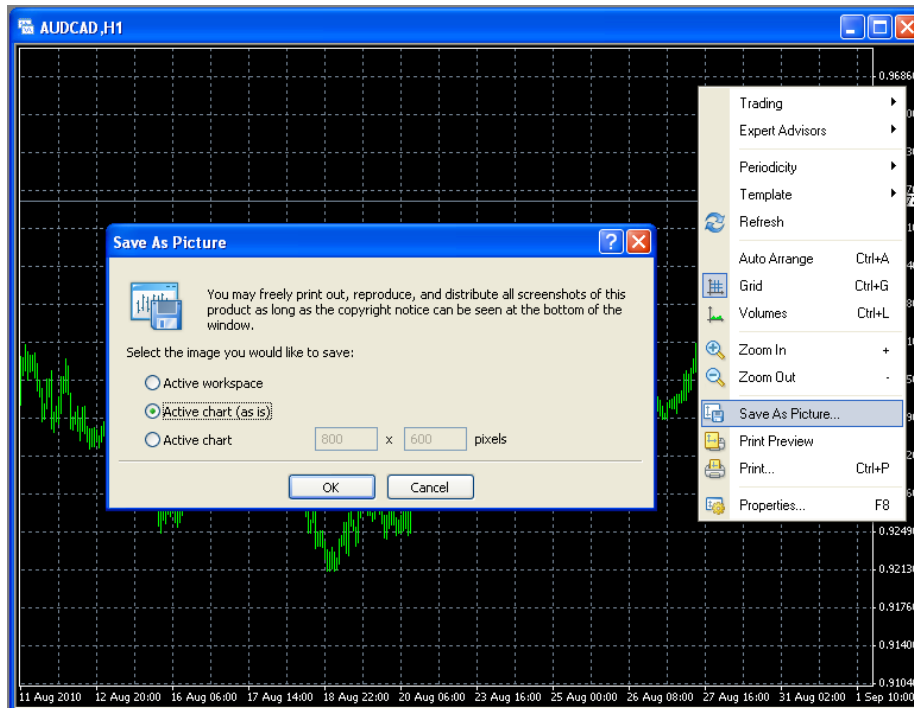 AUDCAD,H1
0.96860
Trading
Expert Advisors
Periodicity
Template
Refresh
Auto Arrange Ctrl+A
Grid Ctrl+G
Volumes Ctrl+L
Zoom In +
Zoom Out -
Save As Picture...
Print Preview
Print... Ctrl+P
Properties... F8
Save As Picture
You may freely print out, reproduce, and distribute all screenshots of this
product as long as the copyright notice can be seen at the bottom of the
window.
Select the image you would like to save:
Active workspace
Active chart (as is)
Active chart 800 x 600 pixels
OK Cancel
0.92490
0.92130
0.91760
0.91400
0.91040
11 Aug 2010 12 Aug 20:00 16 Aug 06:00 17 Aug 14:00 18 Aug 22:00 20 Aug 06:00 23 Aug 16:00 25 Aug 00:00 26 Aug 08:00 27 Aug 16:00 31 Aug 02:00 1 Sep 10:00